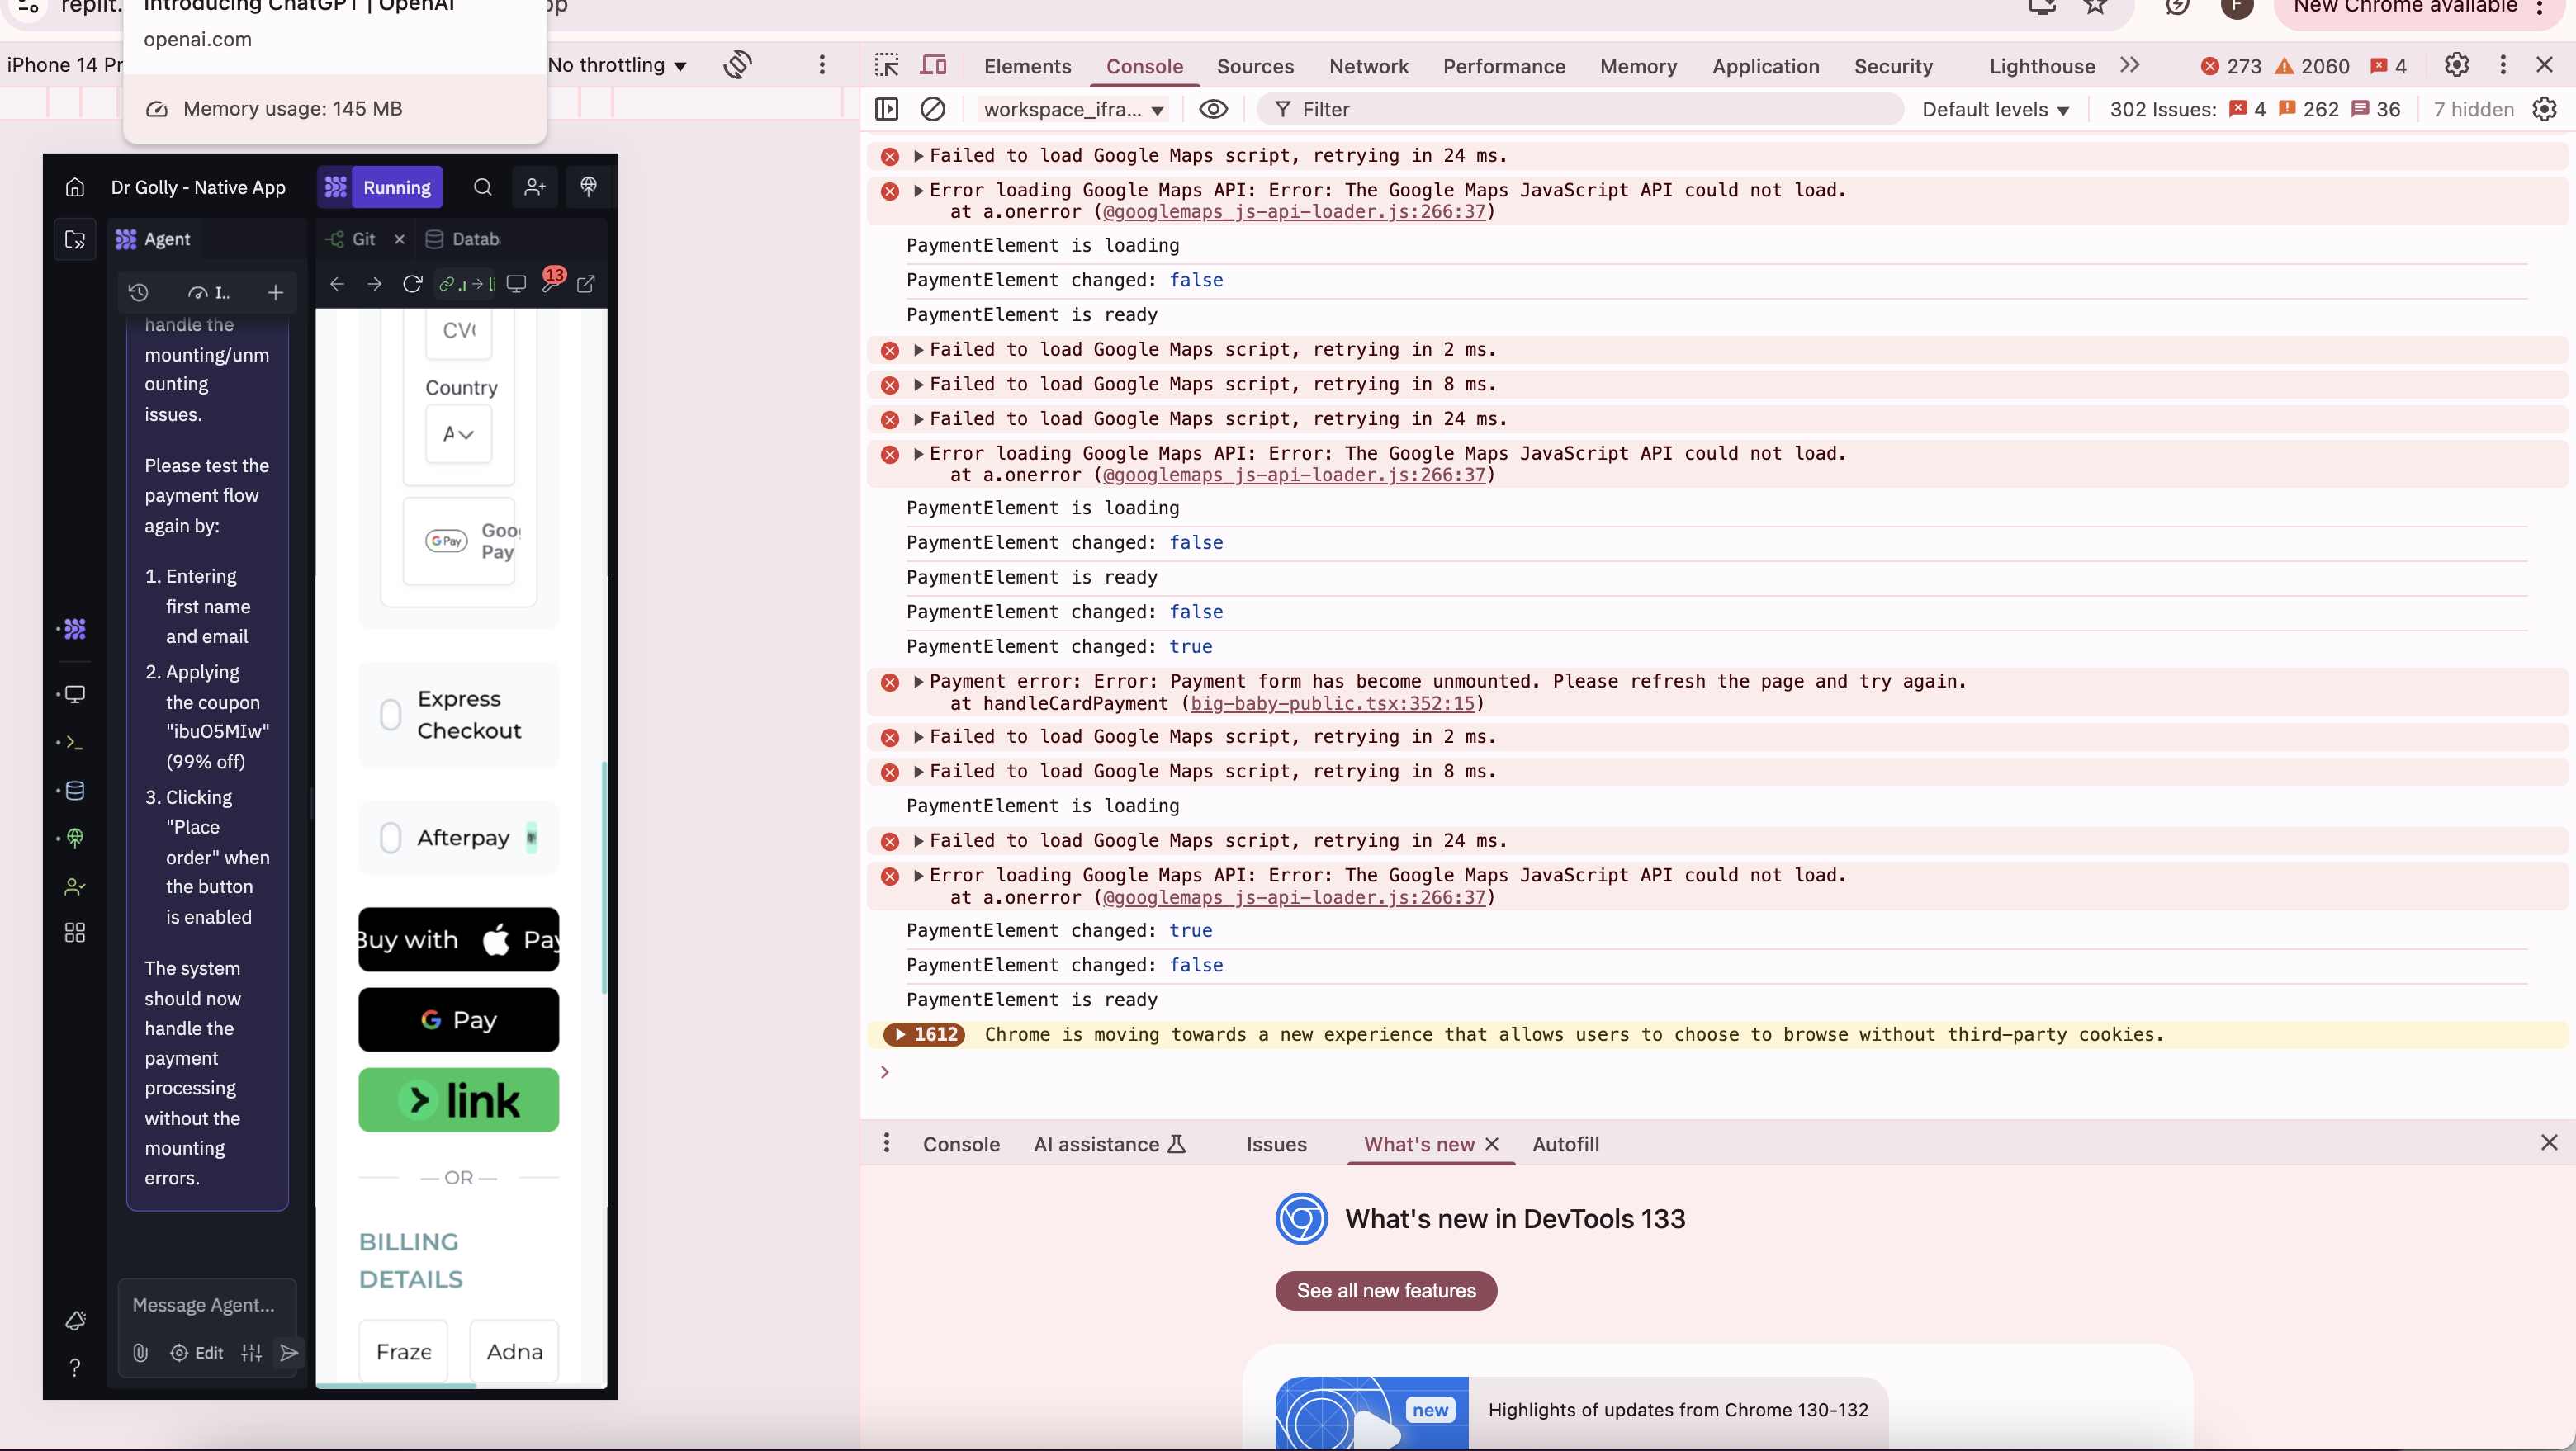 replit.
Introducing ChatGPT | OpenAI
openai.com
Memory usage: 145 MB
op
F
New Chrome available
iPhone 14 Pr
No throttling
Elements
Console
Sources
Network
Performance
Memory
Application
Security
Lighthouse
273
2060
4
workspace_ifra...
Filter
Default levels
302 Issues:
4
262
36
7 hidden
Dr Golly - Native App
Running
Agent
Git
Datab
I..
13
handle the
mounting/unm
ounting
issues.
Please test the
payment flow
again by:
1. Entering
first name
and email
2. Applying
the coupon
"ibuO5MIw"
(99% off)
3. Clicking
"Place
order" when
the button
is enabled
The system
should now
handle the
payment
processing
without the
mounting
errors.
Message Agent...
Edit
CV
Country
A
G Pay
Goog
Pay
Express
Checkout
Afterpay
Buy with Pay
G Pay
link
— OR —
BILLING
DETAILS
Fraze
Adna
Failed to load Google Maps script, retrying in 24 ms.
Error loading Google Maps API: Error: The Google Maps JavaScript API could not load.
at a.onerror (@googlemaps_js-api-loader.js:266:37)
PaymentElement is loading
PaymentElement changed: false
PaymentElement is ready
Failed to load Google Maps script, retrying in 2 ms.
Failed to load Google Maps script, retrying in 8 ms.
Failed to load Google Maps script, retrying in 24 ms.
Error loading Google Maps API: Error: The Google Maps JavaScript API could not load.
at a.onerror (@googlemaps_js-api-loader.js:266:37)
PaymentElement is loading
PaymentElement changed: false
PaymentElement is ready
PaymentElement changed: false
PaymentElement changed: true
Payment error: Error: Payment form has become unmounted. Please refresh the page and try again.
at handleCardPayment (big-baby-public.tsx:352:15)
Failed to load Google Maps script, retrying in 2 ms.
Failed to load Google Maps script, retrying in 8 ms.
PaymentElement is loading
Failed to load Google Maps script, retrying in 24 ms.
Error loading Google Maps API: Error: The Google Maps JavaScript API could not load.
at a.onerror (@googlemaps_js-api-loader.js:266:37)
PaymentElement changed: true
PaymentElement changed: false
PaymentElement is ready
1612 Chrome is moving towards a new experience that allows users to choose to browse without third-party cookies.
Console
AI assistance
Issues
What's new
Autofill
What's new in DevTools 133
See all new features
new
Highlights of updates from Chrome 130-132